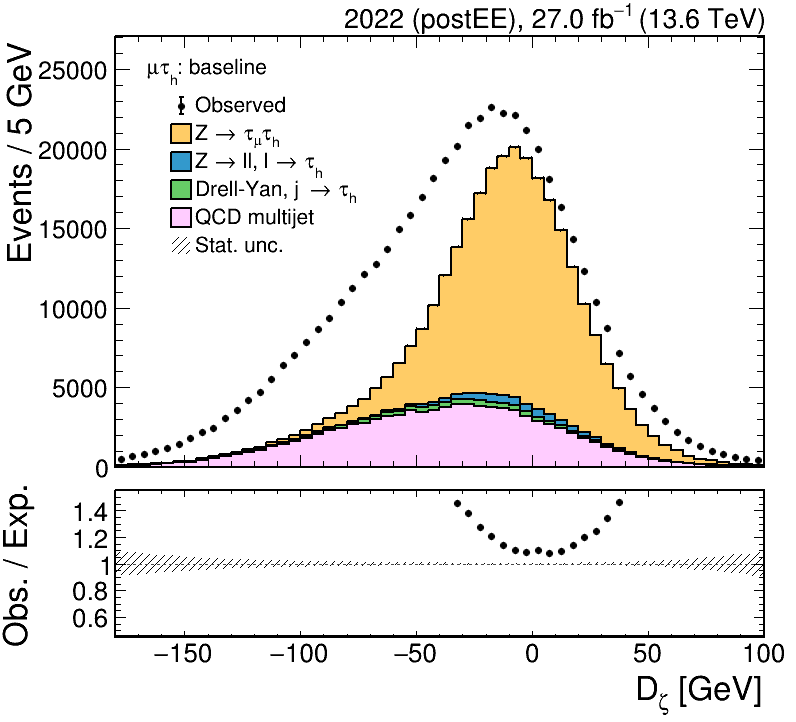 2022 (postEE), 27.0 fb⁻¹ (13.6 TeV)
Events / 5 GeV
25000
20000
15000
10000
5000
0
μτₕ: baseline
Observed
Z → τ_μτₕ
Z → ll, l → τₕ
Drell-Yan, j → τₕ
QCD multijet
Stat. unc.
Obs. / Exp.
1.4
1.2
1
0.8
0.6
−150 −100 −50 0 50 100
D_ζ [GeV]